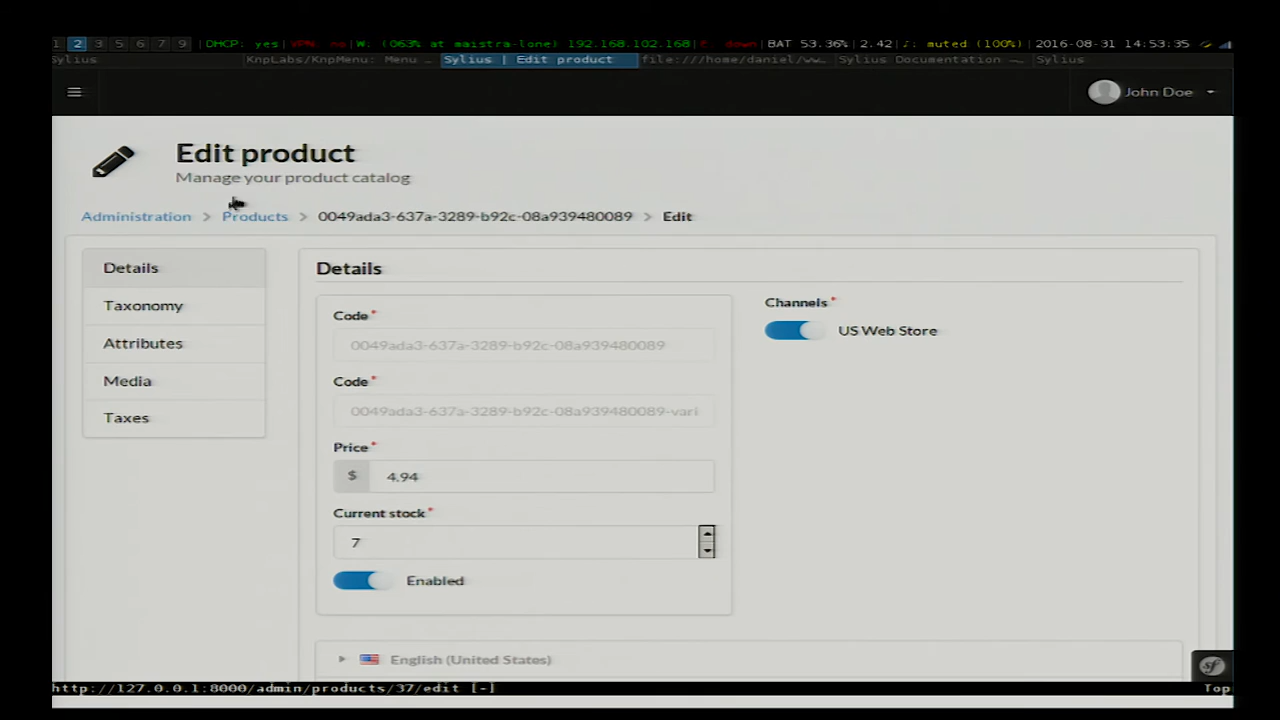 1 2 3 5 6 7 9 |DHCP: yes|VPN: no|W: (063% at maistra-lone) 192.168.102.168|E: down|BAT 53.36%|2.42|♪: muted (100%)|2016-08-31 14:53:35
Sylius KnpLabs/KnpMenu: Menu … Sylius | Edit product file:///home/daniel/ww… Sylius Documentation —… Sylius
John Doe
Edit product
Manage your product catalog
Administration > Products > 0049ada3-637a-3289-b92c-08a939480089 > Edit
Details
Taxonomy
Attributes
Media
Taxes
Details
Code*
0049ada3-637a-3289-b92c-08a939480089
Code*
0049ada3-637a-3289-b92c-08a939480089-vari
Price*
$ 4.94
Current stock*
7
Enabled
Channels*
US Web Store
English (United States)
sf
http://127.0.0.1:8000/admin/products/37/edit [-] Top